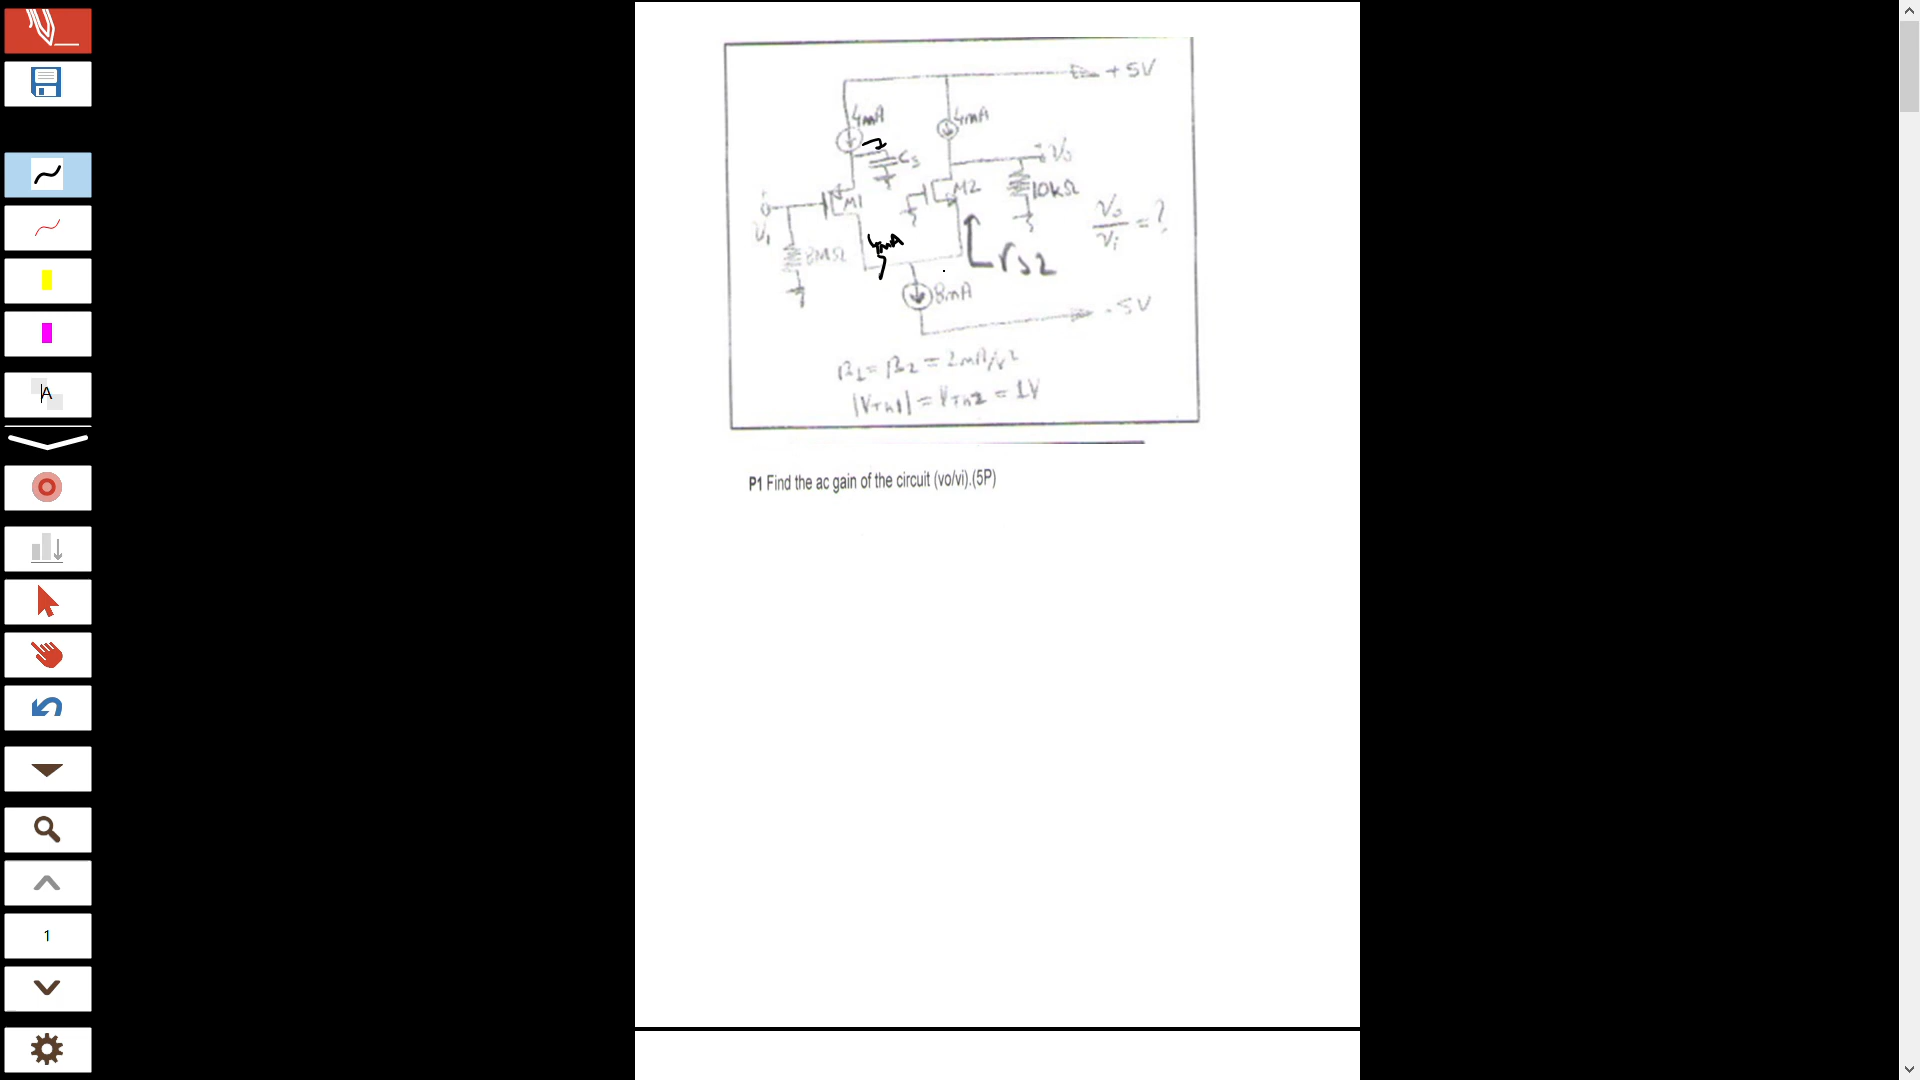 +5V
4mA
4mA
Cs
Vo
M1
M2
10kΩ
Vi
8MΩ
4mA
rs2
Vo/Vi = ?
8mA
-5V
β1 = β2 = 2mA/v²
|VTh1| = VTh2 = 1V
P1 Find the ac gain of the circuit (vo/vi).(5P)
A
1